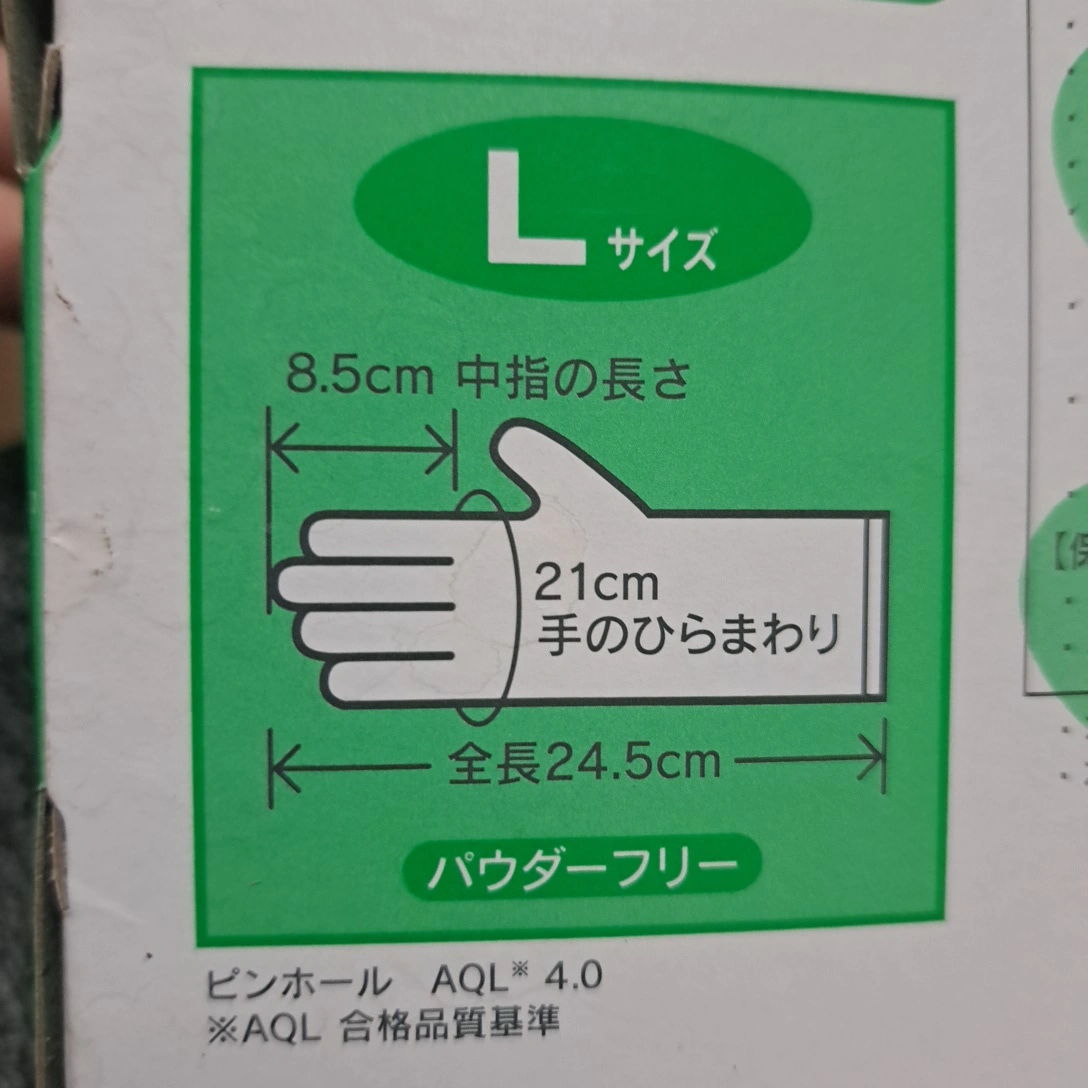 Lサイズ
8.5cm 中指の長さ
21cm
手のひらまわり
全長24.5cm
パウダーフリー
ピンホール AQL※ 4.0
※AQL 合格品質基準